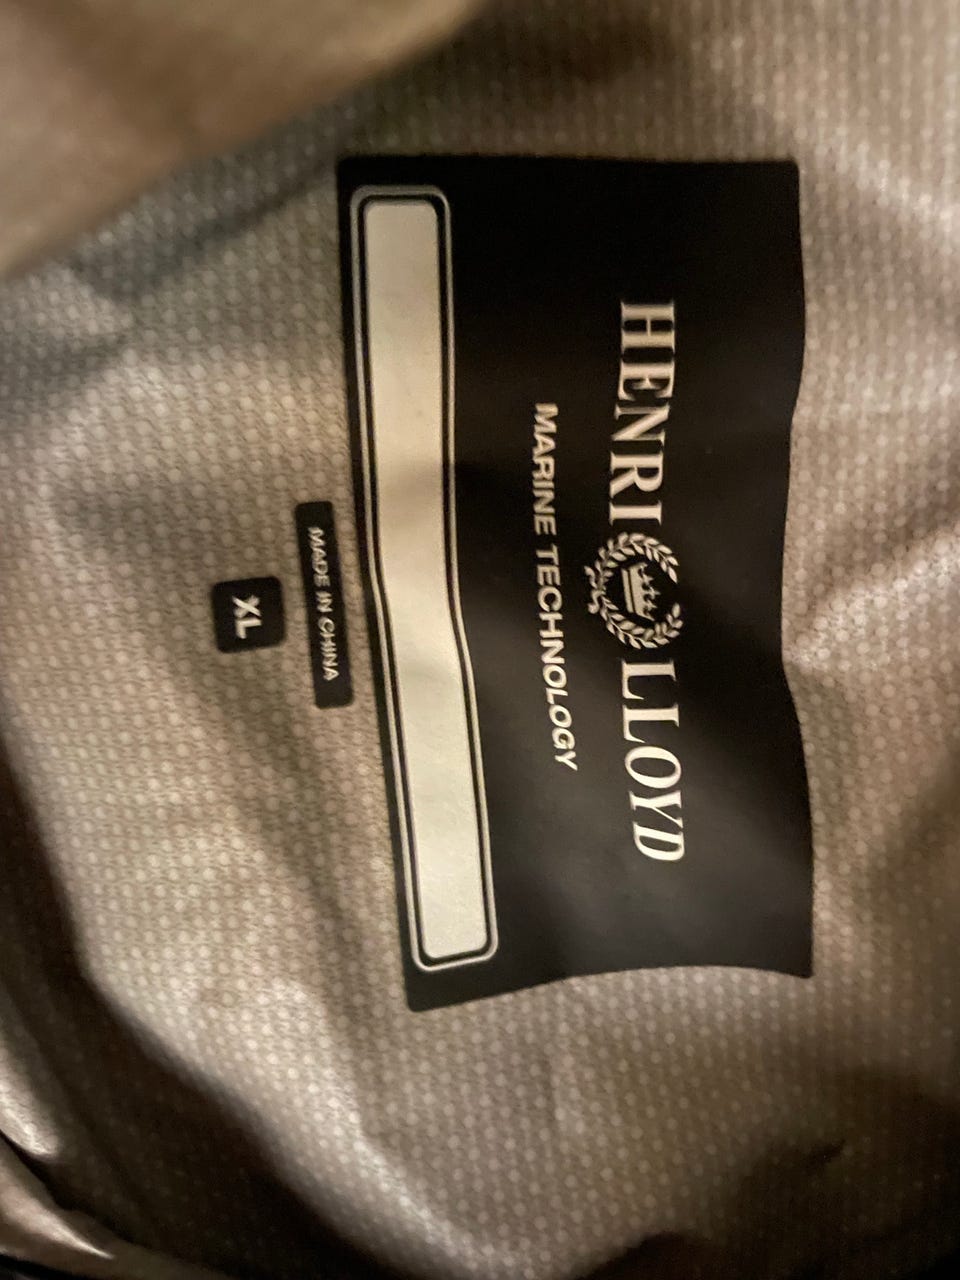 HENRI LLOYD
MARINE TECHNOLOGY
MADE IN CHINA
XL